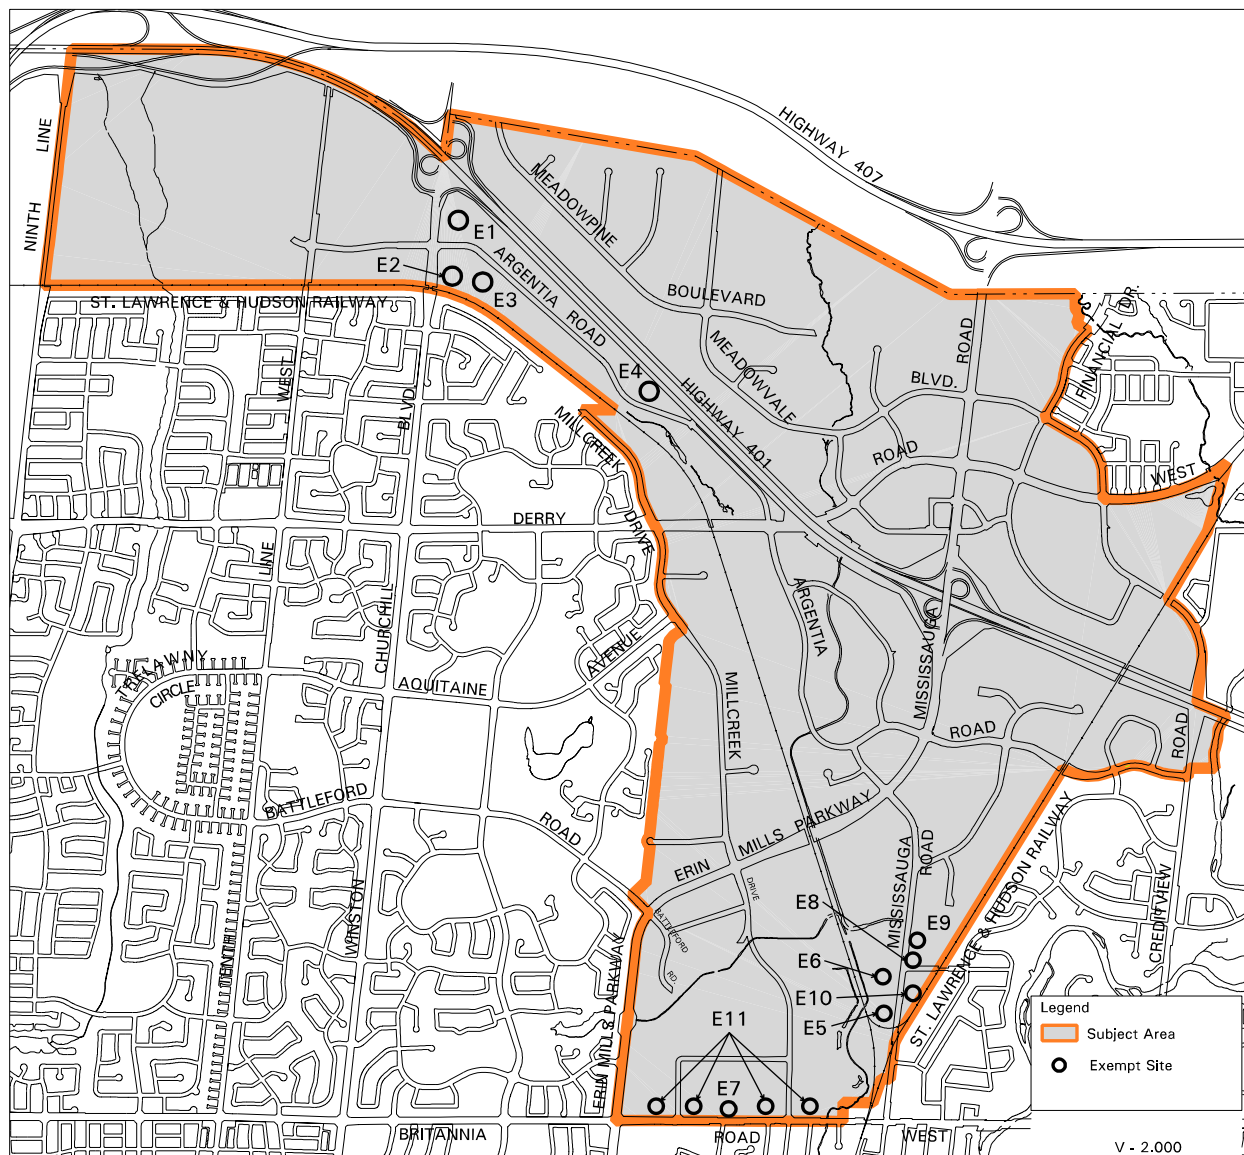 HIGHWAY 407
NINTH LINE
MEADOWPINE
BOULEVARD
E1
E2
E3
ARGENTIA ROAD
ST. LAWRENCE & HUDSON RAILWAY
FINANCIAL DR.
ROAD
BLVD.
MEADOWVALE
E4
HIGHWAY 401
WEST
BLVD.
MILLCREEK
DRIVE
ROAD
WEST
DERRY
LINE
CHURCHILL
ARGENTIA
MISSISSAUGA
TRELAWNY
CIRCLE
AQUITAINE
AVENUE
MILLCREEK
ROAD
ROAD
BATTLEFORD
ROAD
ERIN MILLS PARKWAY
DRIVE
MISSISSAUGA
ROAD
ST. LAWRENCE & HUDSON RAILWAY
CREDITVIEW
BATTLEFORD
RD.
TENTH
WINSTON
ERIN MILLS PARKWAY
E8
E9
E6
E10
E5
E11
E7
BRITANNIA
ROAD
WEST
Legend
Subject Area
Exempt Site
V - 2.000